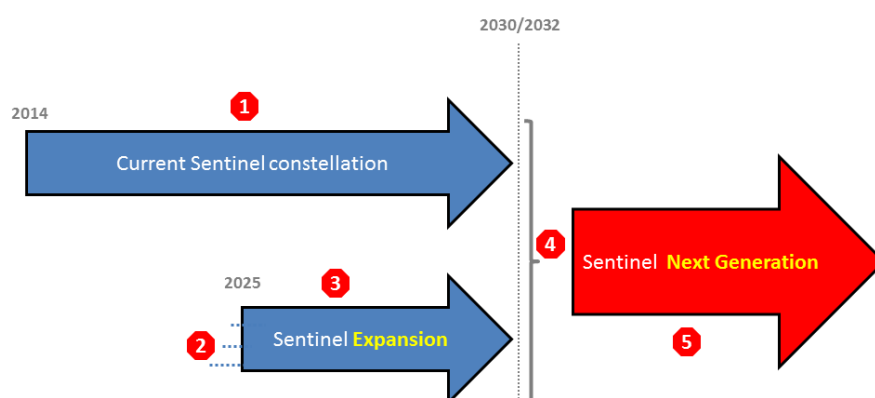 2030/2032
1
2014
Current Sentinel constellation
4
Sentinel Next Generation
3
2025
2
Sentinel Expansion
5